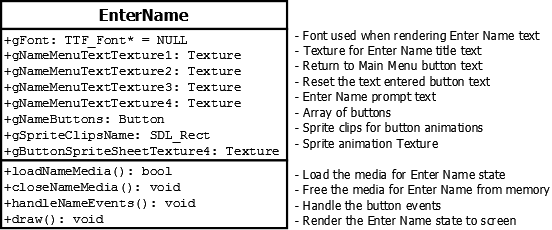 EnterName
+gFont: TTF_Font* = NULL - Font used when rendering Enter Name text
+gNameMenuTextTexture1: Texture - Texture for Enter Name title text
+gNameMenuTextTexture2: Texture - Return to Main Menu button text
+gNameMenuTextTexture3: Texture - Reset the text entered button text
+gNameMenuTextTexture4: Texture - Enter Name prompt text
+gNameButtons: Button - Array of buttons
+gSpriteClipsName: SDL_Rect - Sprite clips for button animations
+gButtonSpriteSheetTexture4: Texture - Sprite animation Texture
+loadNameMedia(): bool - Load the media for Enter Name state
+closeNameMedia(): void - Free the media for Enter Name from memory
+handleNameEvents(): void - Handle the button events
+draw(): void - Render the Enter Name state to screen